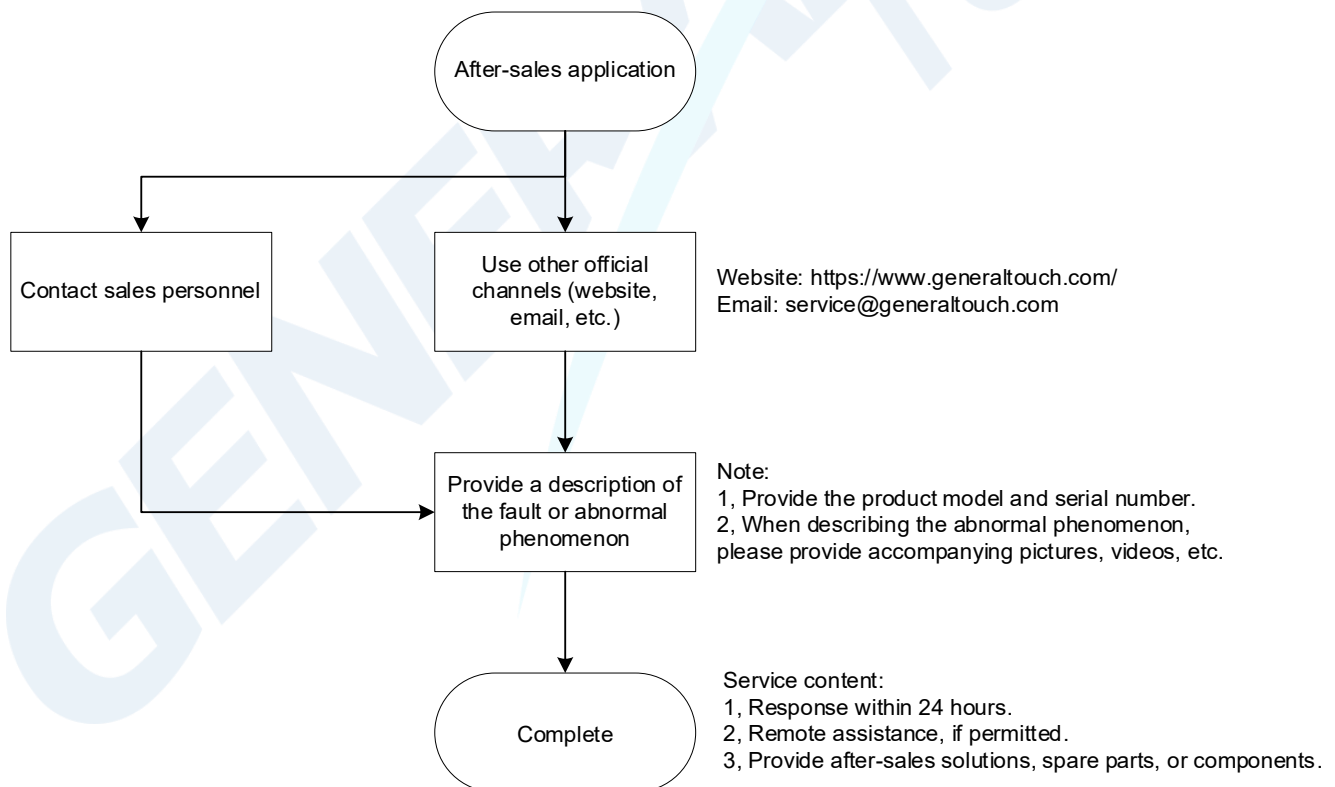 After-sales application
Contact sales personnel
Use other official
channels (website,
email, etc.)
Website: https://www.generaltouch.com/
Email: service@generaltouch.com
Provide a description of
the fault or abnormal
phenomenon
Note:
1, Provide the product model and serial number.
2, When describing the abnormal phenomenon,
please provide accompanying pictures, videos, etc.
Complete
Service content:
1, Response within 24 hours.
2, Remote assistance, if permitted.
3, Provide after-sales solutions, spare parts, or components.